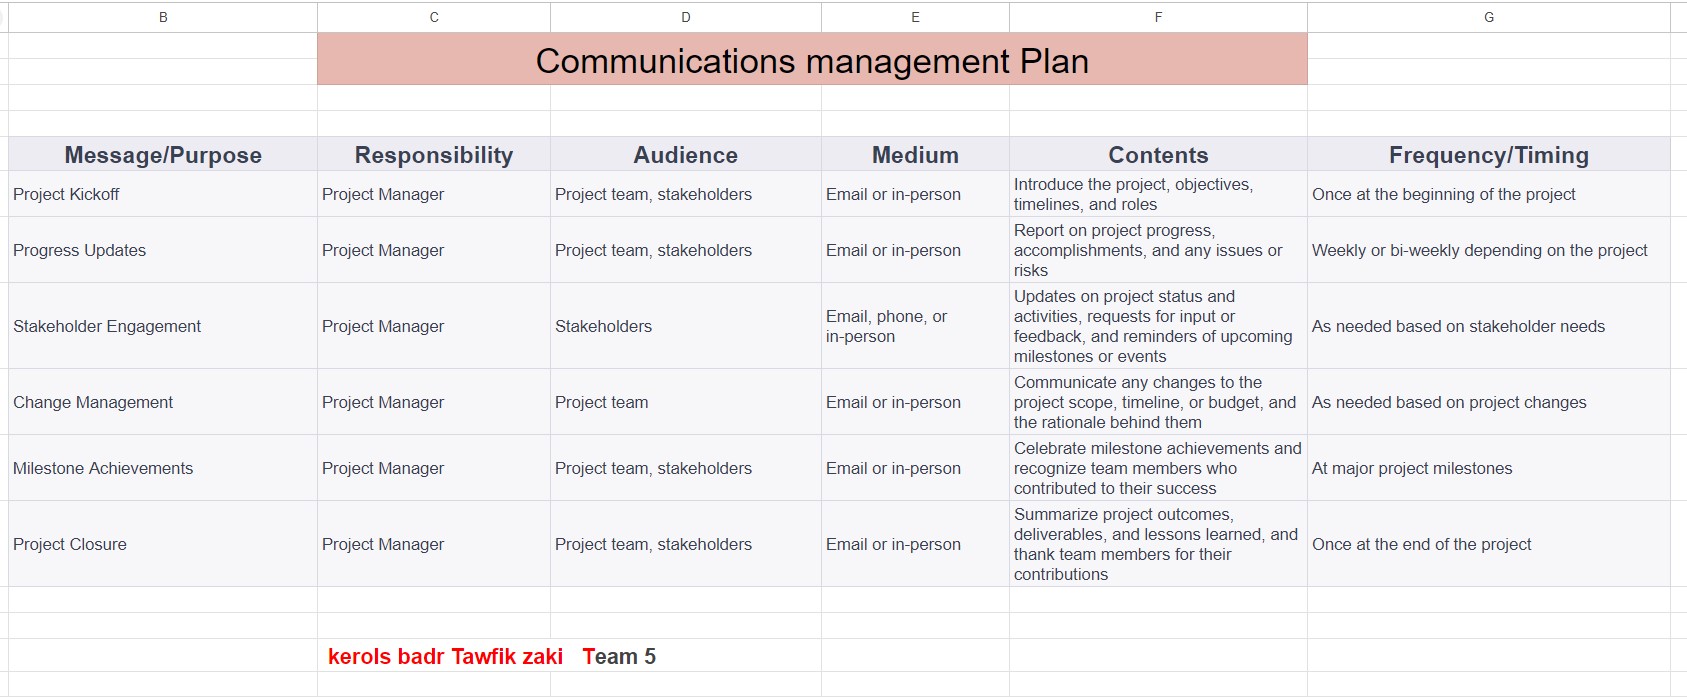 B C D E F G
Communications management Plan
Message/Purpose Responsibility Audience Medium Contents Frequency/Timing
Project Kickoff Project Manager Project team, stakeholders Email or in-person Introduce the project, objectives,
timelines, and roles Once at the beginning of the project
Progress Updates Project Manager Project team, stakeholders Email or in-person Report on project progress,
accomplishments, and any issues or
risks Weekly or bi-weekly depending on the project
Stakeholder Engagement Project Manager Stakeholders Email, phone, or
in-person Updates on project status and
activities, requests for input or
feedback, and reminders of upcoming
milestones or events As needed based on stakeholder needs
Change Management Project Manager Project team Email or in-person Communicate any changes to the
project scope, timeline, or budget, and
the rationale behind them As needed based on project changes
Milestone Achievements Project Manager Project team, stakeholders Email or in-person Celebrate milestone achievements and
recognize team members who
contributed to their success At major project milestones
Project Closure Project Manager Project team, stakeholders Email or in-person Summarize project outcomes,
deliverables, and lessons learned, and
thank team members for their
contributions Once at the end of the project
kerols badr Tawfik zaki Team 5